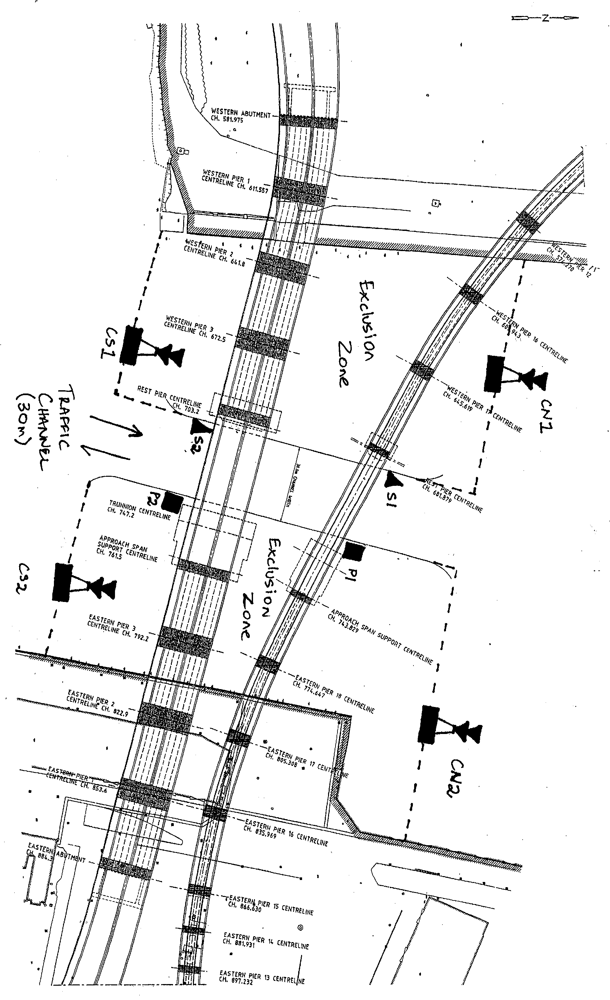 N
WESTERN ABUTMENT
CH. 581.975
WESTERN PIER 1
CENTRELINE CH. 611.557
WESTERN PIER 2
CENTRELINE CH. 641.8
WESTERN PIER 12
Exclusion
Zone
WESTERN PIER 3
CENTRELINE CH. 672.5
WESTERN PIER 16 CENTRELINE
CS1
WESTERN PIER 17 CENTRELINE
CH. 645.619
CN1
REST PIER CENTRELINE
CH. 703.2
TRAFFIC
CHANNEL
(30m)
S2
30.0m CHANNEL WIDTH
S1
REST PIER CENTRELINE
CH. 681.879
P2
TRUNNION CENTRELINE
CH. 747.2
APPROACH SPAN
SUPPORT CENTRELINE
CH. 761.5
Exclusion
Zone
P1
CS2
APPROACH SPAN SUPPORT CENTRELINE
CH. 743.829
EASTERN PIER 3
CENTRELINE CH. 792.2
EASTERN PIER 18 CENTRELINE
CH. 774.647
EASTERN PIER 2
CENTRELINE CH. 822.9
EASTERN PIER 17 CENTRELINE
CH. 805.308
CN2
EASTERN PIER 1
CENTRELINE CH. 853.6
EASTERN PIER 16 CENTRELINE
CH. 835.969
EASTERN ABUTMENT
CH. 884.3
EASTERN PIER 15 CENTRELINE
CH. 866.630
EASTERN PIER 14 CENTRELINE
CH. 881.931
EASTERN PIER 13 CENTRELINE
CH. 897.232